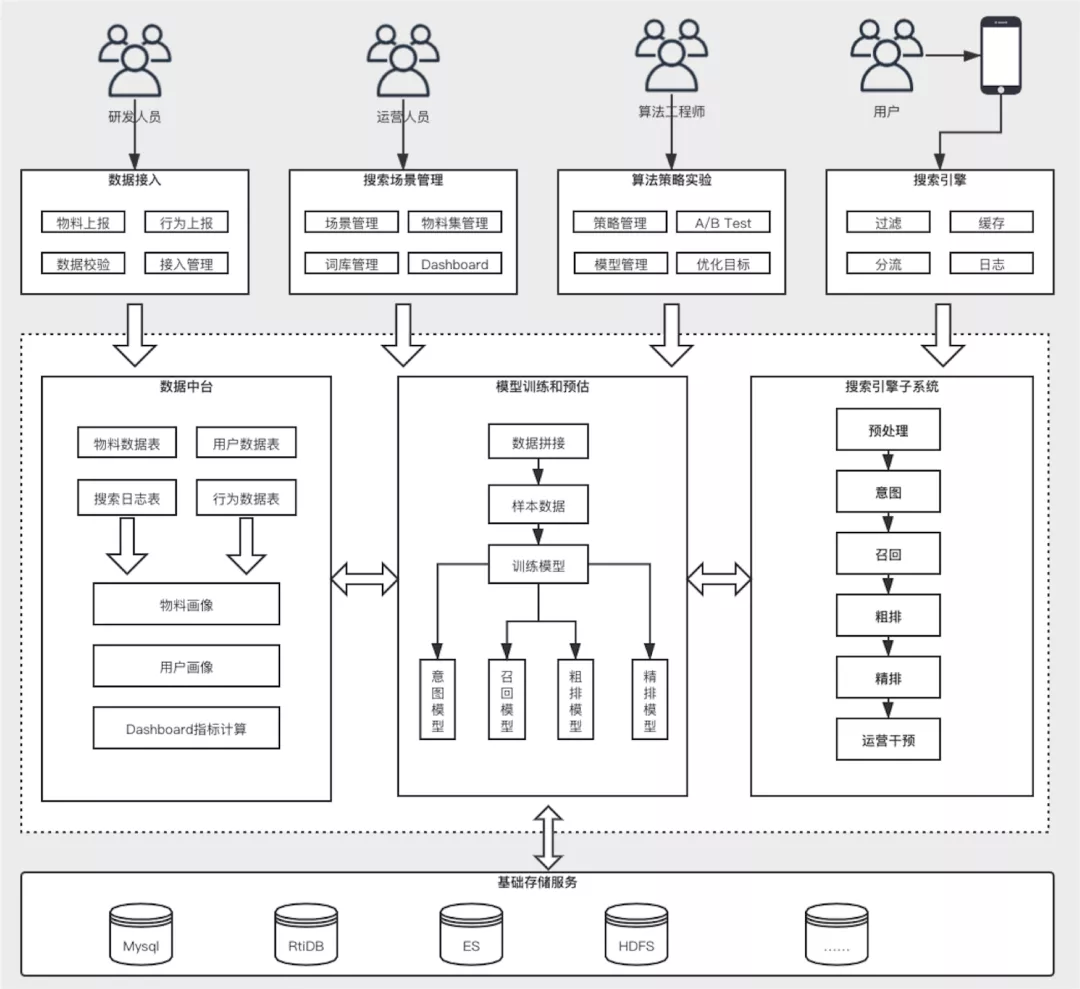 研发人员
运营人员
算法工程师
用户
数据接入
物料上报
行为上报
数据校验
接入管理
搜索场景管理
场景管理
物料集管理
词库管理
Dashboard
算法策略实验
策略管理
A/B Test
模型管理
优化目标
搜索引擎
过滤
缓存
分流
日志
数据中台
物料数据表
用户数据表
搜索日志表
行为数据表
物料画像
用户画像
Dashboard指标计算
模型训练和预估
数据拼接
样本数据
训练模型
意图模型
召回模型
粗排模型
精排模型
搜索引擎子系统
预处理
意图
召回
粗排
精排
运营干预
基础存储服务
Mysql
RtiDB
ES
HDFS
……